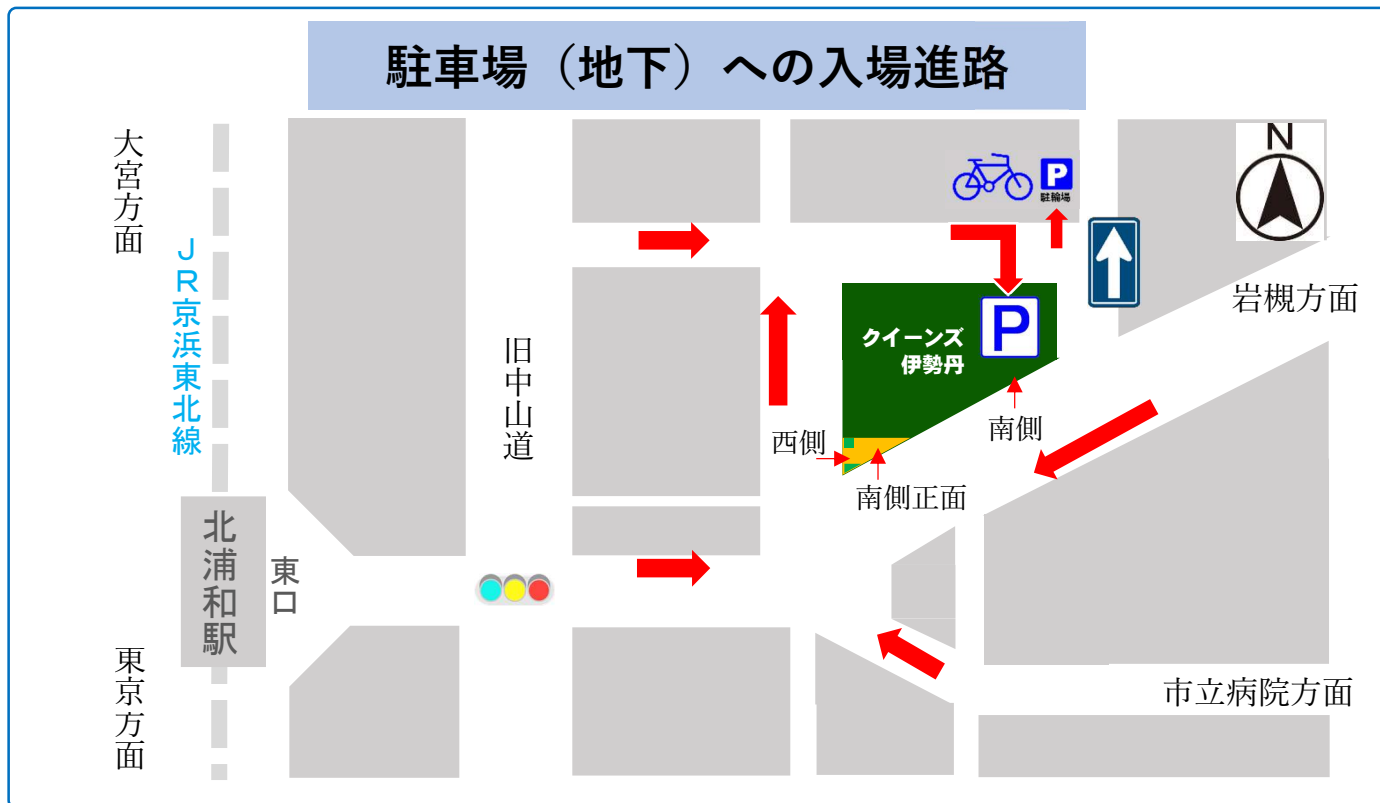 駐車場（地下）への入場進路
大宮方面
N
P
駐輪場
JR京浜東北線
岩槻方面
P
クイーンズ
伊勢丹
旧中山道
南側
西側
南側正面
北浦和駅
東口
東京方面
市立病院方面